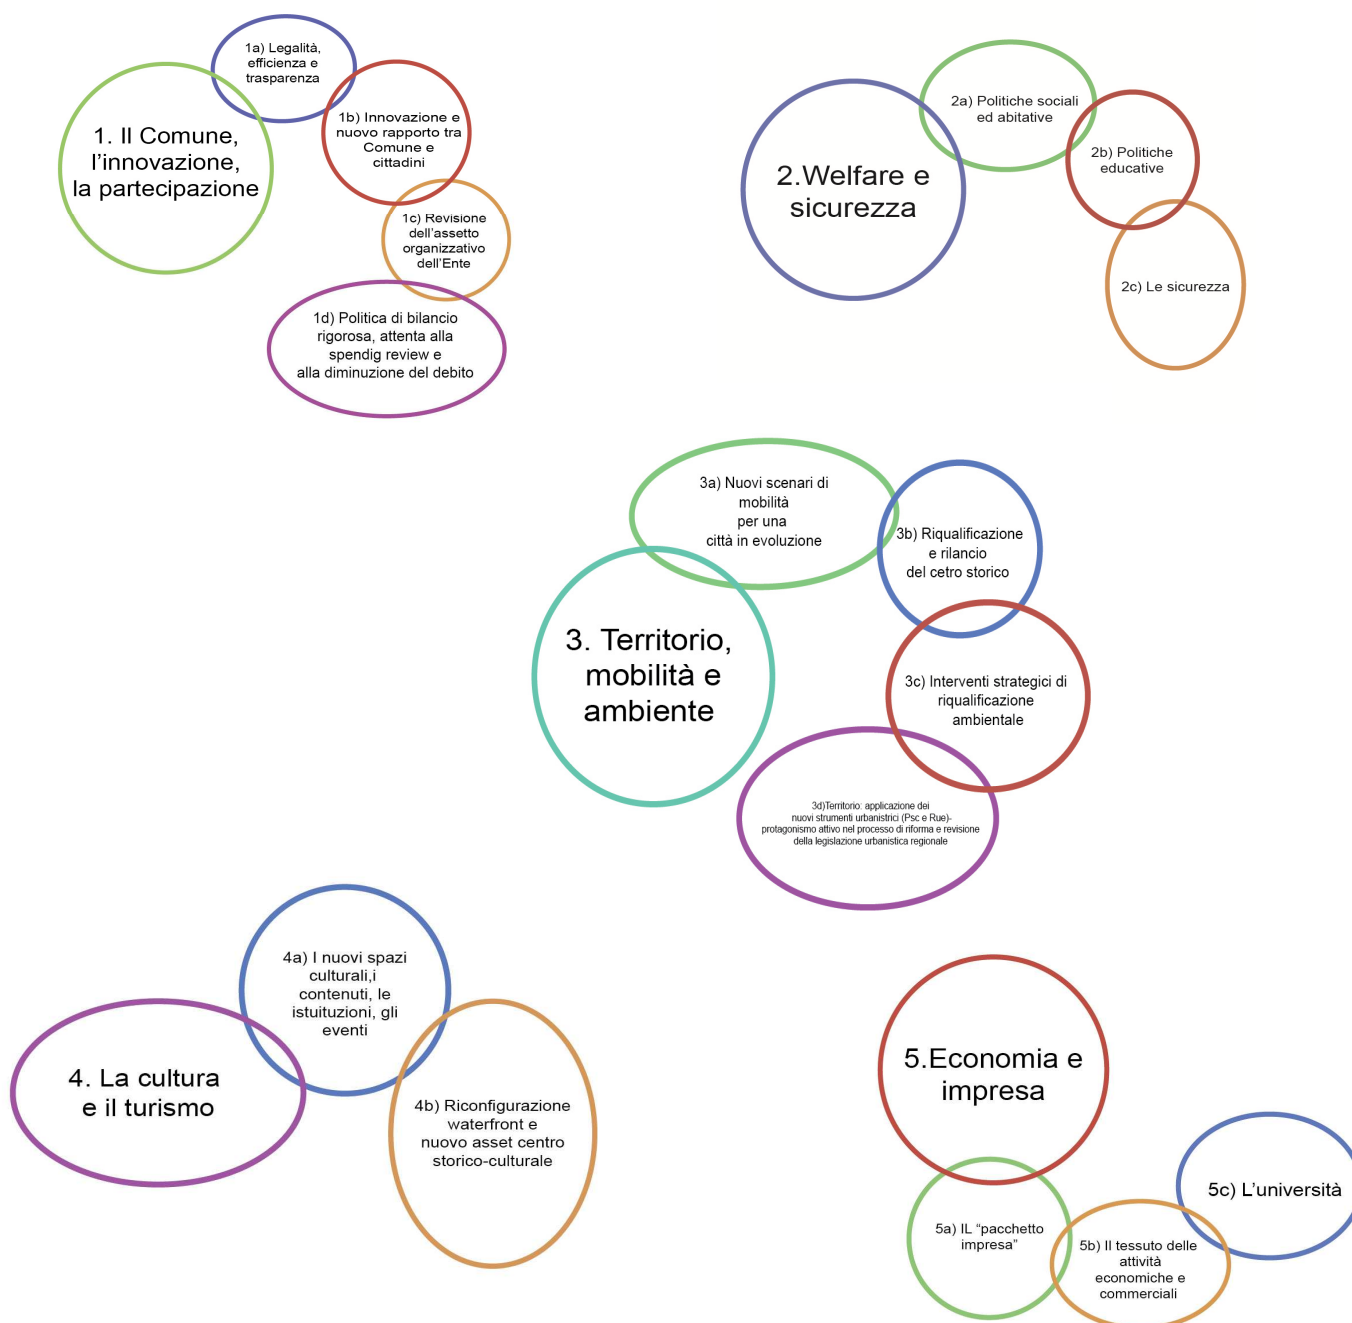 1. Il Comune,
l'innovazione,
la partecipazione
1a) Legalità,
efficienza e
trasparenza
1b) Innovazione e
nuovo rapporto tra
Comune e
cittadini
1c) Revisione
dell'assetto
organizzativo
dell'Ente
1d) Politica di bilancio
rigorosa, attenta alla
spendig review e
alla diminuzione del debito
2.Welfare e
sicurezza
2a) Politiche sociali
ed abitative
2b) Politiche
educative
2c) Le sicurezza
3. Territorio,
mobilità e
ambiente
3a) Nuovi scenari di
mobilità
per una
città in evoluzione
3b) Riqualificazione
e rilancio
del cetro storico
3c) Interventi strategici di
riqualificazione
ambientale
3d)Territorio: applicazione dei
nuovi strumenti urbanistrici (Psc e Rue)-
protagonismo attivo nel processo di riforma e revisione
della legislazione urbanistica regionale
4. La cultura
e il turismo
4a) I nuovi spazi
culturali,i
contenuti, le
istuituzioni, gli
eventi
4b) Riconfigurazione
waterfront e
nuovo asset centro
storico-culturale
5.Economia e
impresa
5a) IL "pacchetto
impresa"
5b) Il tessuto delle
attività
economiche e
commerciali
5c) L'università